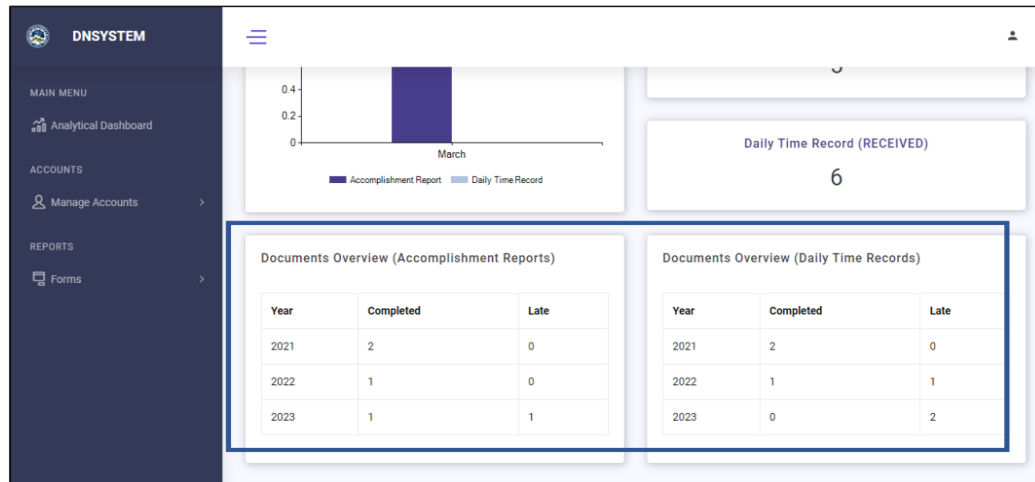 DNSYSTEM
MAIN MENU
Analytical Dashboard
ACCOUNTS
Manage Accounts
REPORTS
Forms
0.4
0.2
0
March
Accomplishment Report Daily Time Record
Daily Time Record (RECEIVED)
6
Documents Overview (Accomplishment Reports)
Year Completed Late
2021 2 0
2022 1 0
2023 1 1
Documents Overview (Daily Time Records)
Year Completed Late
2021 2 0
2022 1 1
2023 0 2